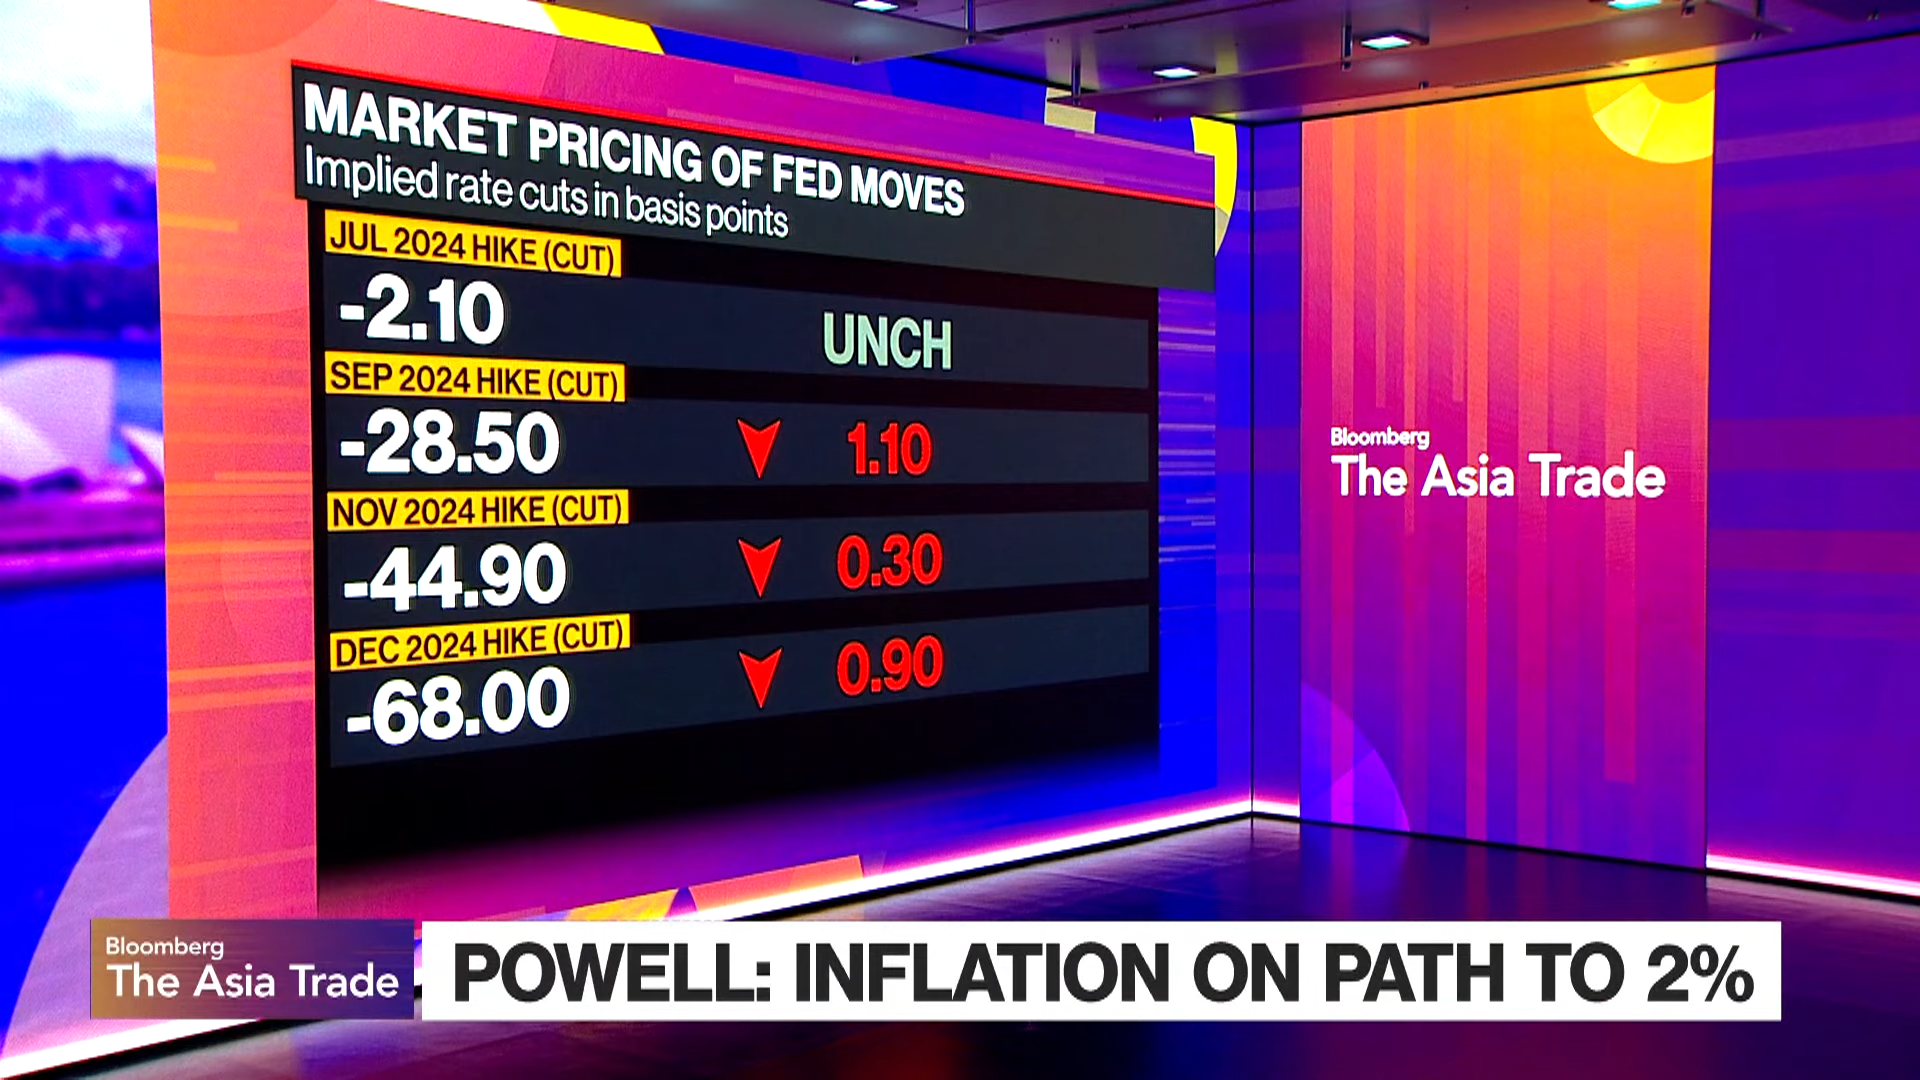 MARKET PRICING OF FED MOVES
Implied rate cuts in basis points
JUL 2024 HIKE (CUT)
-2.10 UNCH
SEP 2024 HIKE (CUT)
-28.50 1.10
NOV 2024 HIKE (CUT)
-44.90 0.30
DEC 2024 HIKE (CUT)
-68.00 0.90
Bloomberg
The Asia Trade
Bloomberg
The Asia Trade
POWELL: INFLATION ON PATH TO 2%